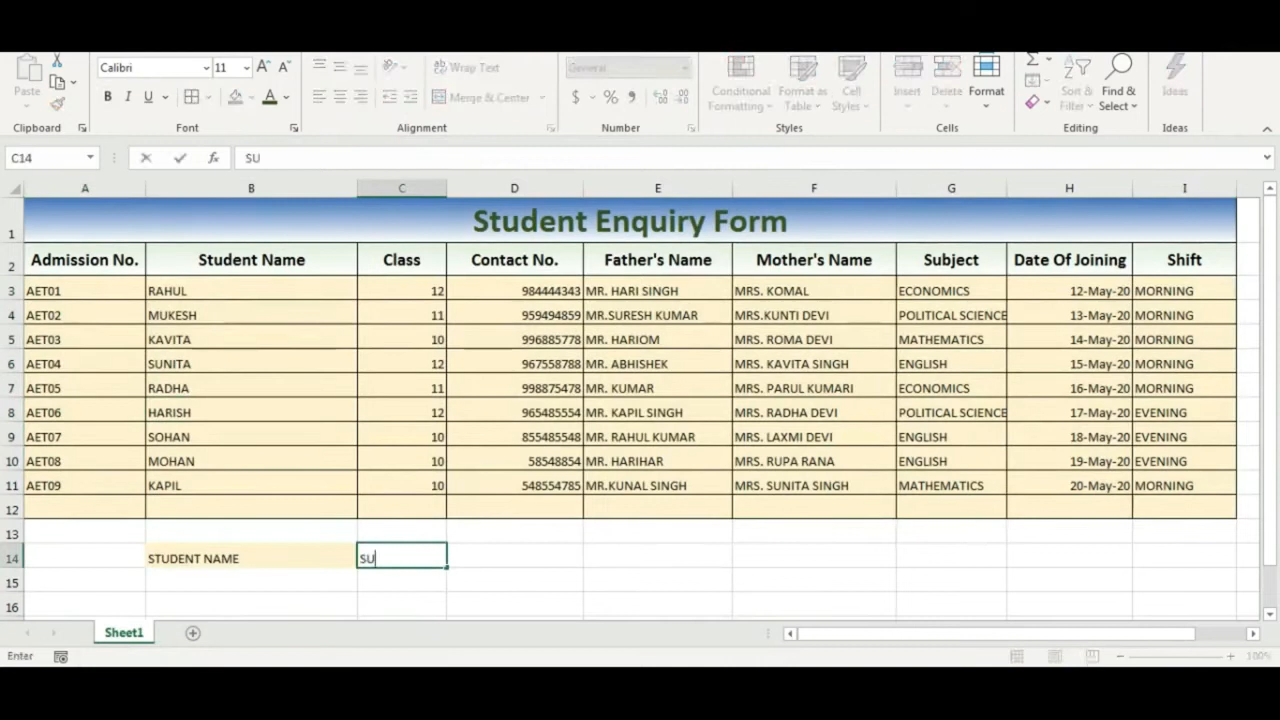 Calibri 11 A A Wrap Text General
Paste B I U A Merge & Center $ % , Conditional Formatting Format as Table Cell Styles Insert Delete Format Sort & Filter Find & Select Ideas
Clipboard Font Alignment Number Styles Cells Editing Ideas
C14 fx SU
A B C D E F G H I
1 Student Enquiry Form
2 Admission No. Student Name Class Contact No. Father's Name Mother's Name Subject Date Of Joining Shift
3 AET01 RAHUL 12 984444343 MR. HARI SINGH MRS. KOMAL ECONOMICS 12-May-20 MORNING
4 AET02 MUKESH 11 959494859 MR.SURESH KUMAR MRS.KUNTI DEVI POLITICAL SCIENCE 13-May-20 MORNING
5 AET03 KAVITA 10 996885778 MR. HARIOM MRS. ROMA DEVI MATHEMATICS 14-May-20 MORNING
6 AET04 SUNITA 12 967558788 MR. ABHISHEK MRS. KAVITA SINGH ENGLISH 15-May-20 MORNING
7 AET05 RADHA 11 998875478 MR. KUMAR MRS. PARUL KUMARI ECONOMICS 16-May-20 MORNING
8 AET06 HARISH 12 965485554 MR. KAPIL SINGH MRS. RADHA DEVI POLITICAL SCIENCE 17-May-20 EVENING
9 AET07 SOHAN 10 855485548 MR. RAHUL KUMAR MRS. LAXMI DEVI ENGLISH 18-May-20 EVENING
10 AET08 MOHAN 10 58548854 MR. HARIHAR MRS. RUPA RANA ENGLISH 19-May-20 EVENING
11 AET09 KAPIL 10 548554785 MR.KUNAL SINGH MRS. SUNITA SINGH MATHEMATICS 20-May-20 MORNING
12
13
14 STUDENT NAME SU
15
16
Sheet1
Enter 100%